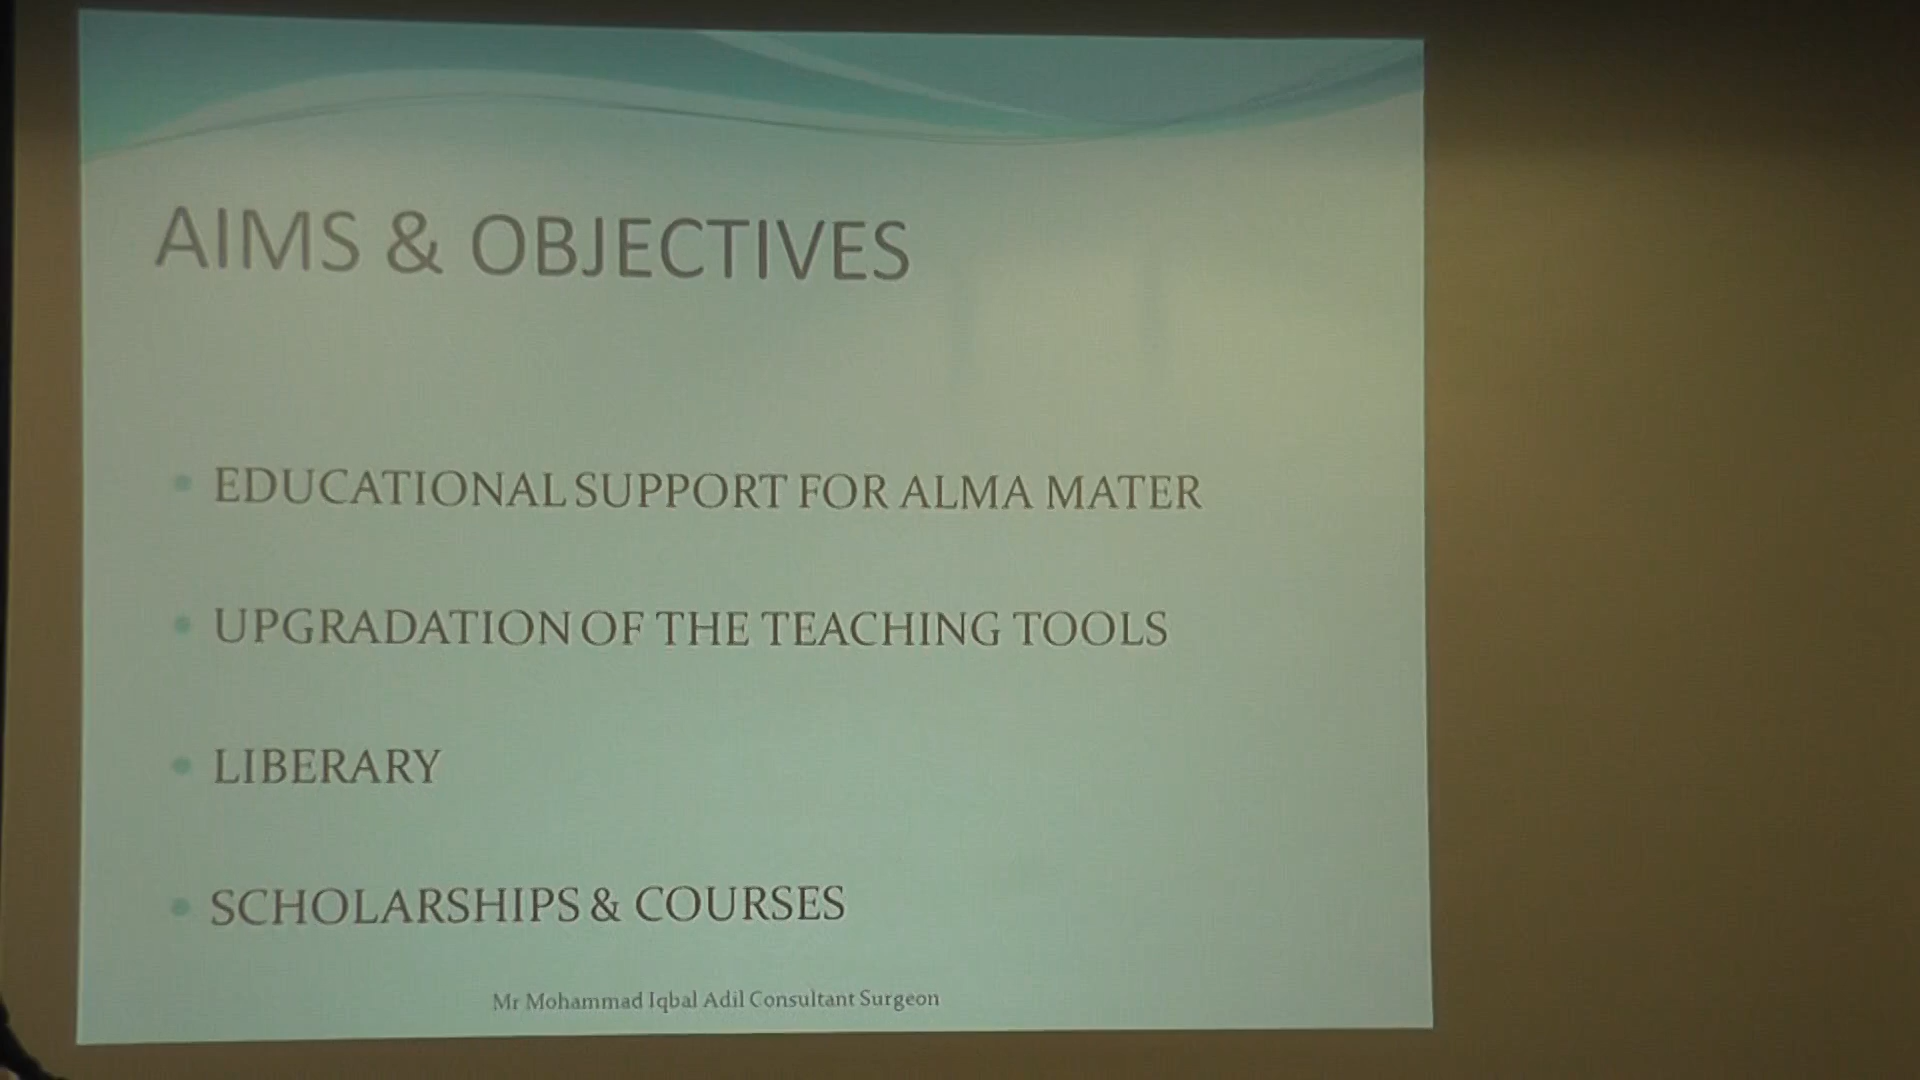 AIMS & OBJECTIVES
• EDUCATIONAL SUPPORT FOR ALMA MATER
• UPGRADATION OF THE TEACHING TOOLS
• LIBERARY
• SCHOLARSHIPS & COURSES
Mr Mohammad Iqbal Adil Consultant Surgeon